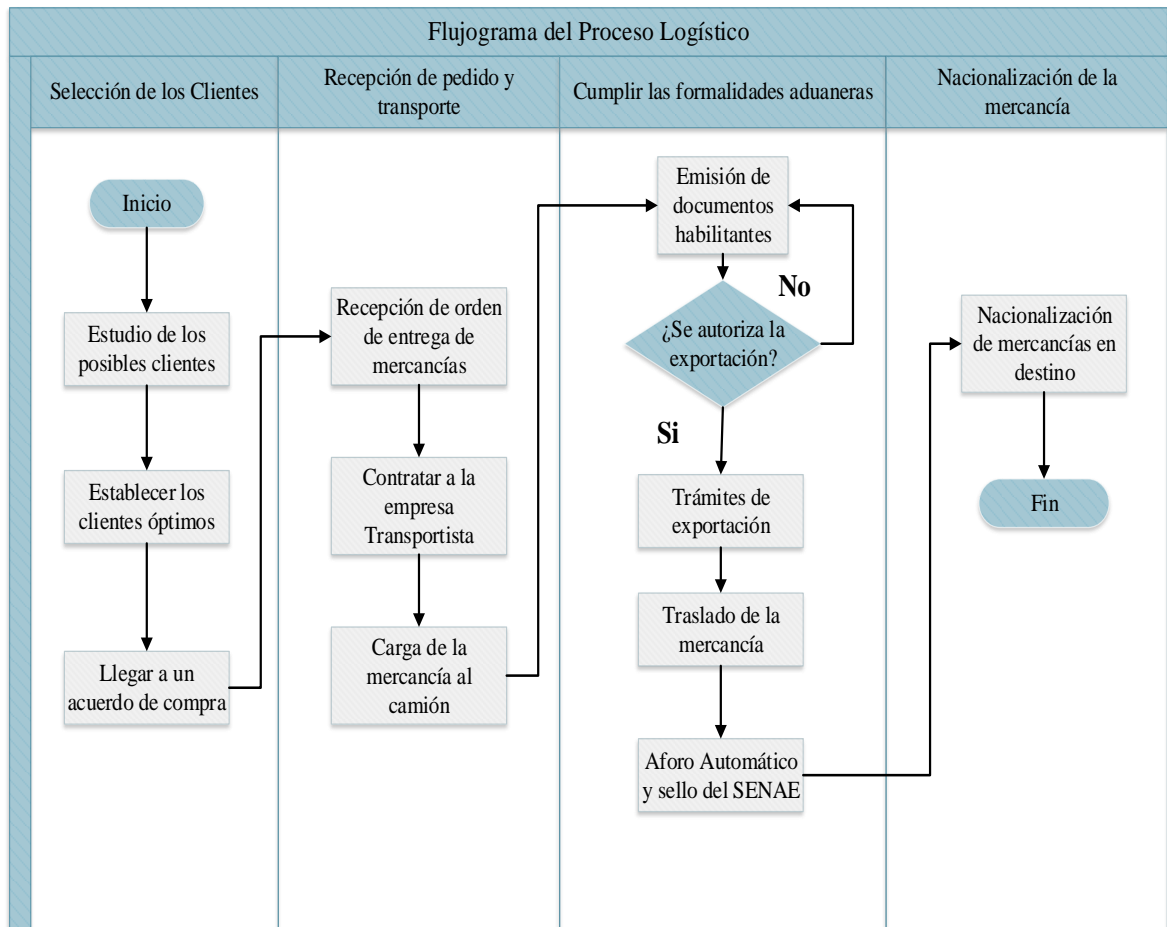 Flujograma del Proceso Logístico
Selección de los Clientes
Recepción de pedido y
transporte
Cumplir las formalidades aduaneras
Nacionalización de la
mercancía
Inicio
Estudio de los
posibles clientes
Establecer los
clientes óptimos
Llegar a un
acuerdo de compra
Recepción de orden
de entrega de
mercancías
Contratar a la
empresa
Transportista
Carga de la
mercancía al
camión
Emisión de
documentos
habilitantes
No
¿Se autoriza la
exportación?
Si
Trámites de
exportación
Traslado de la
mercancía
Aforo Automático
y sello del SENAE
Nacionalización
de mercancías en
destino
Fin